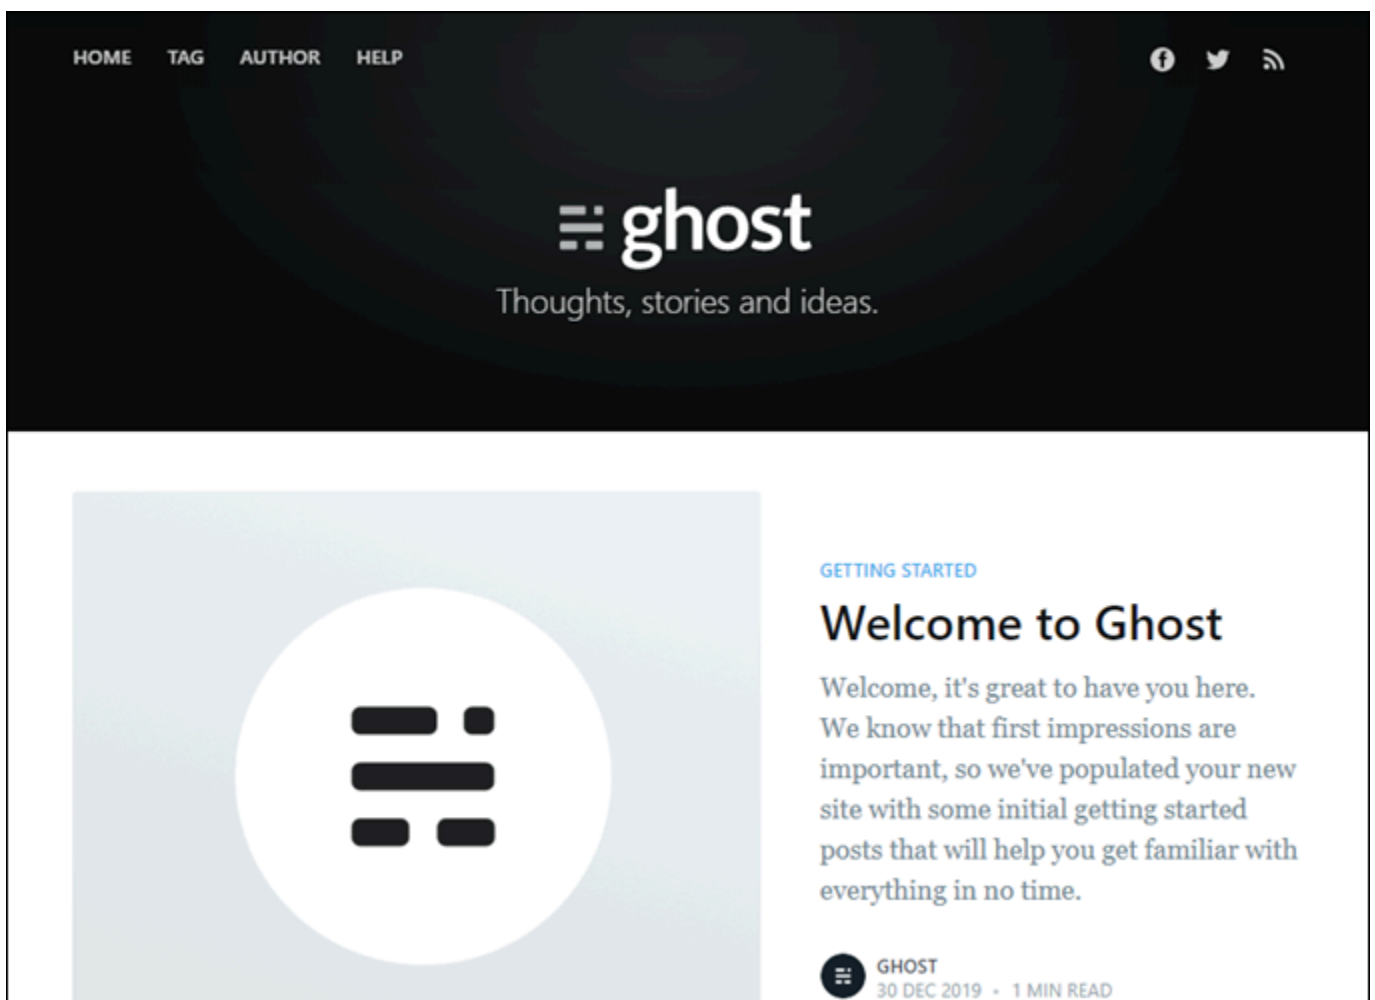 HOME TAG AUTHOR HELP
ghost
Thoughts, stories and ideas.
GETTING STARTED
Welcome to Ghost
Welcome, it's great to have you here.
We know that first impressions are
important, so we've populated your new
site with some initial getting started
posts that will help you get familiar with
everything in no time.
GHOST
30 DEC 2019 • 1 MIN READ